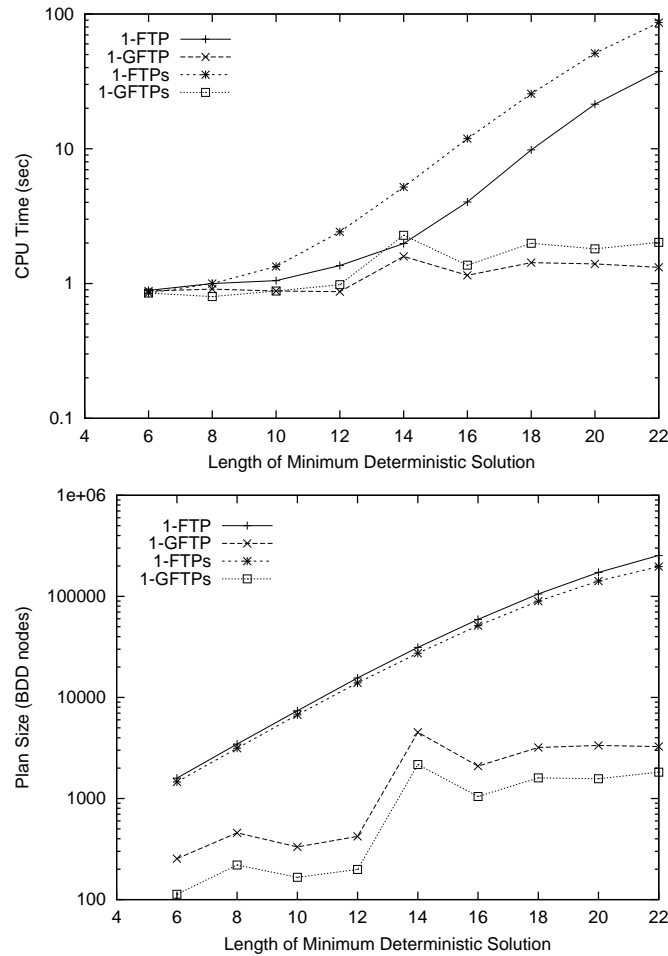 100
10
1
0.1
CPU Time (sec)
1-FTP
1-GFTP
1-FTPs
1-GFTPs
4 6 8 10 12 14 16 18 20 22
Length of Minimum Deterministic Solution
1e+06
100000
10000
1000
100
Plan Size (BDD nodes)
1-FTP
1-GFTP
1-FTPs
1-GFTPs
4 6 8 10 12 14 16 18 20 22
Length of Minimum Deterministic Solution